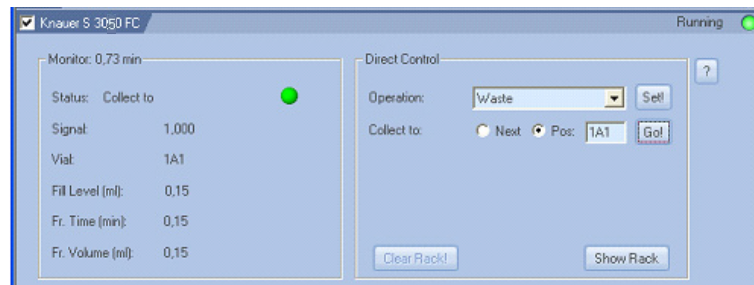 Knauer S 3050 FC Running
Monitor: 0,73 min
Status: Collect to
Signal: 1,000
Vial: 1A1
Fill Level (ml): 0,15
Fr. Time (min): 0,15
Fr. Volume (ml): 0,15
Direct Control
Operation: Waste Set!
Collect to: Next Pos: 1A1 Go!
Clear Rack! Show Rack
?